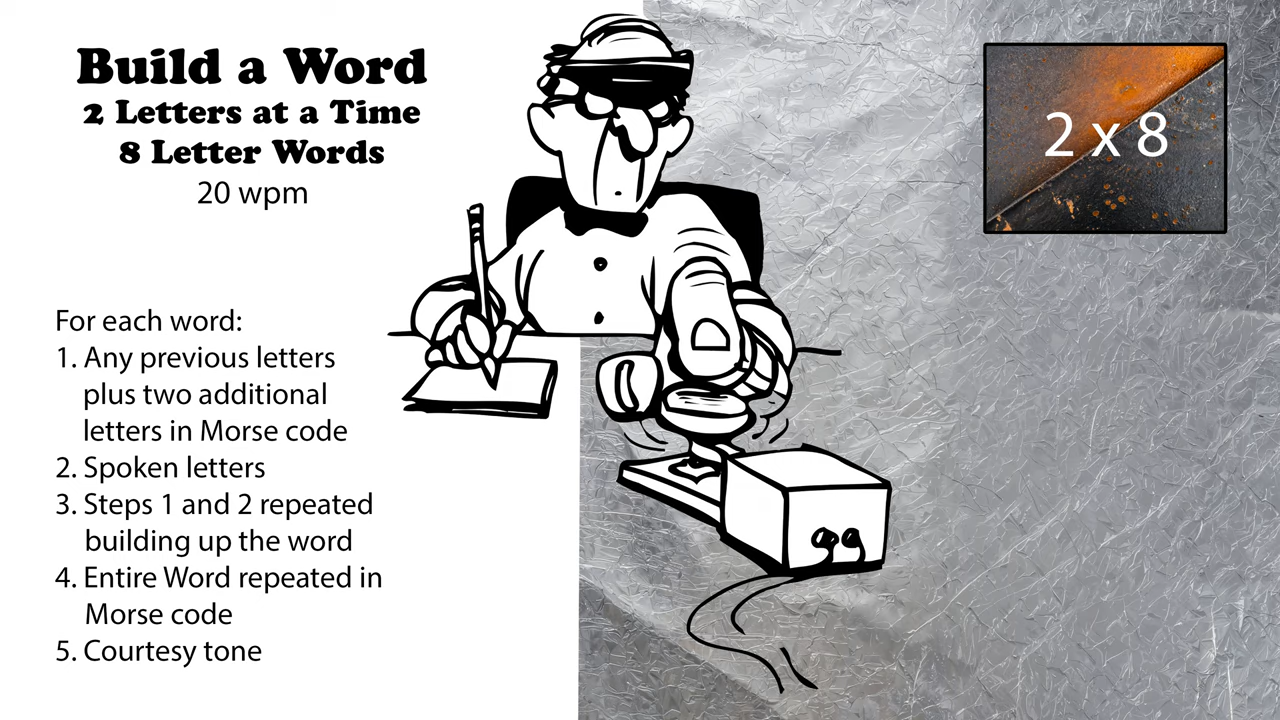 Build a Word
2 Letters at a Time
8 Letter Words
20 wpm
2 x 8
For each word:
1. Any previous letters
plus two additional
letters in Morse code
2. Spoken letters
3. Steps 1 and 2 repeated
building up the word
4. Entire Word repeated in
Morse code
5. Courtesy tone